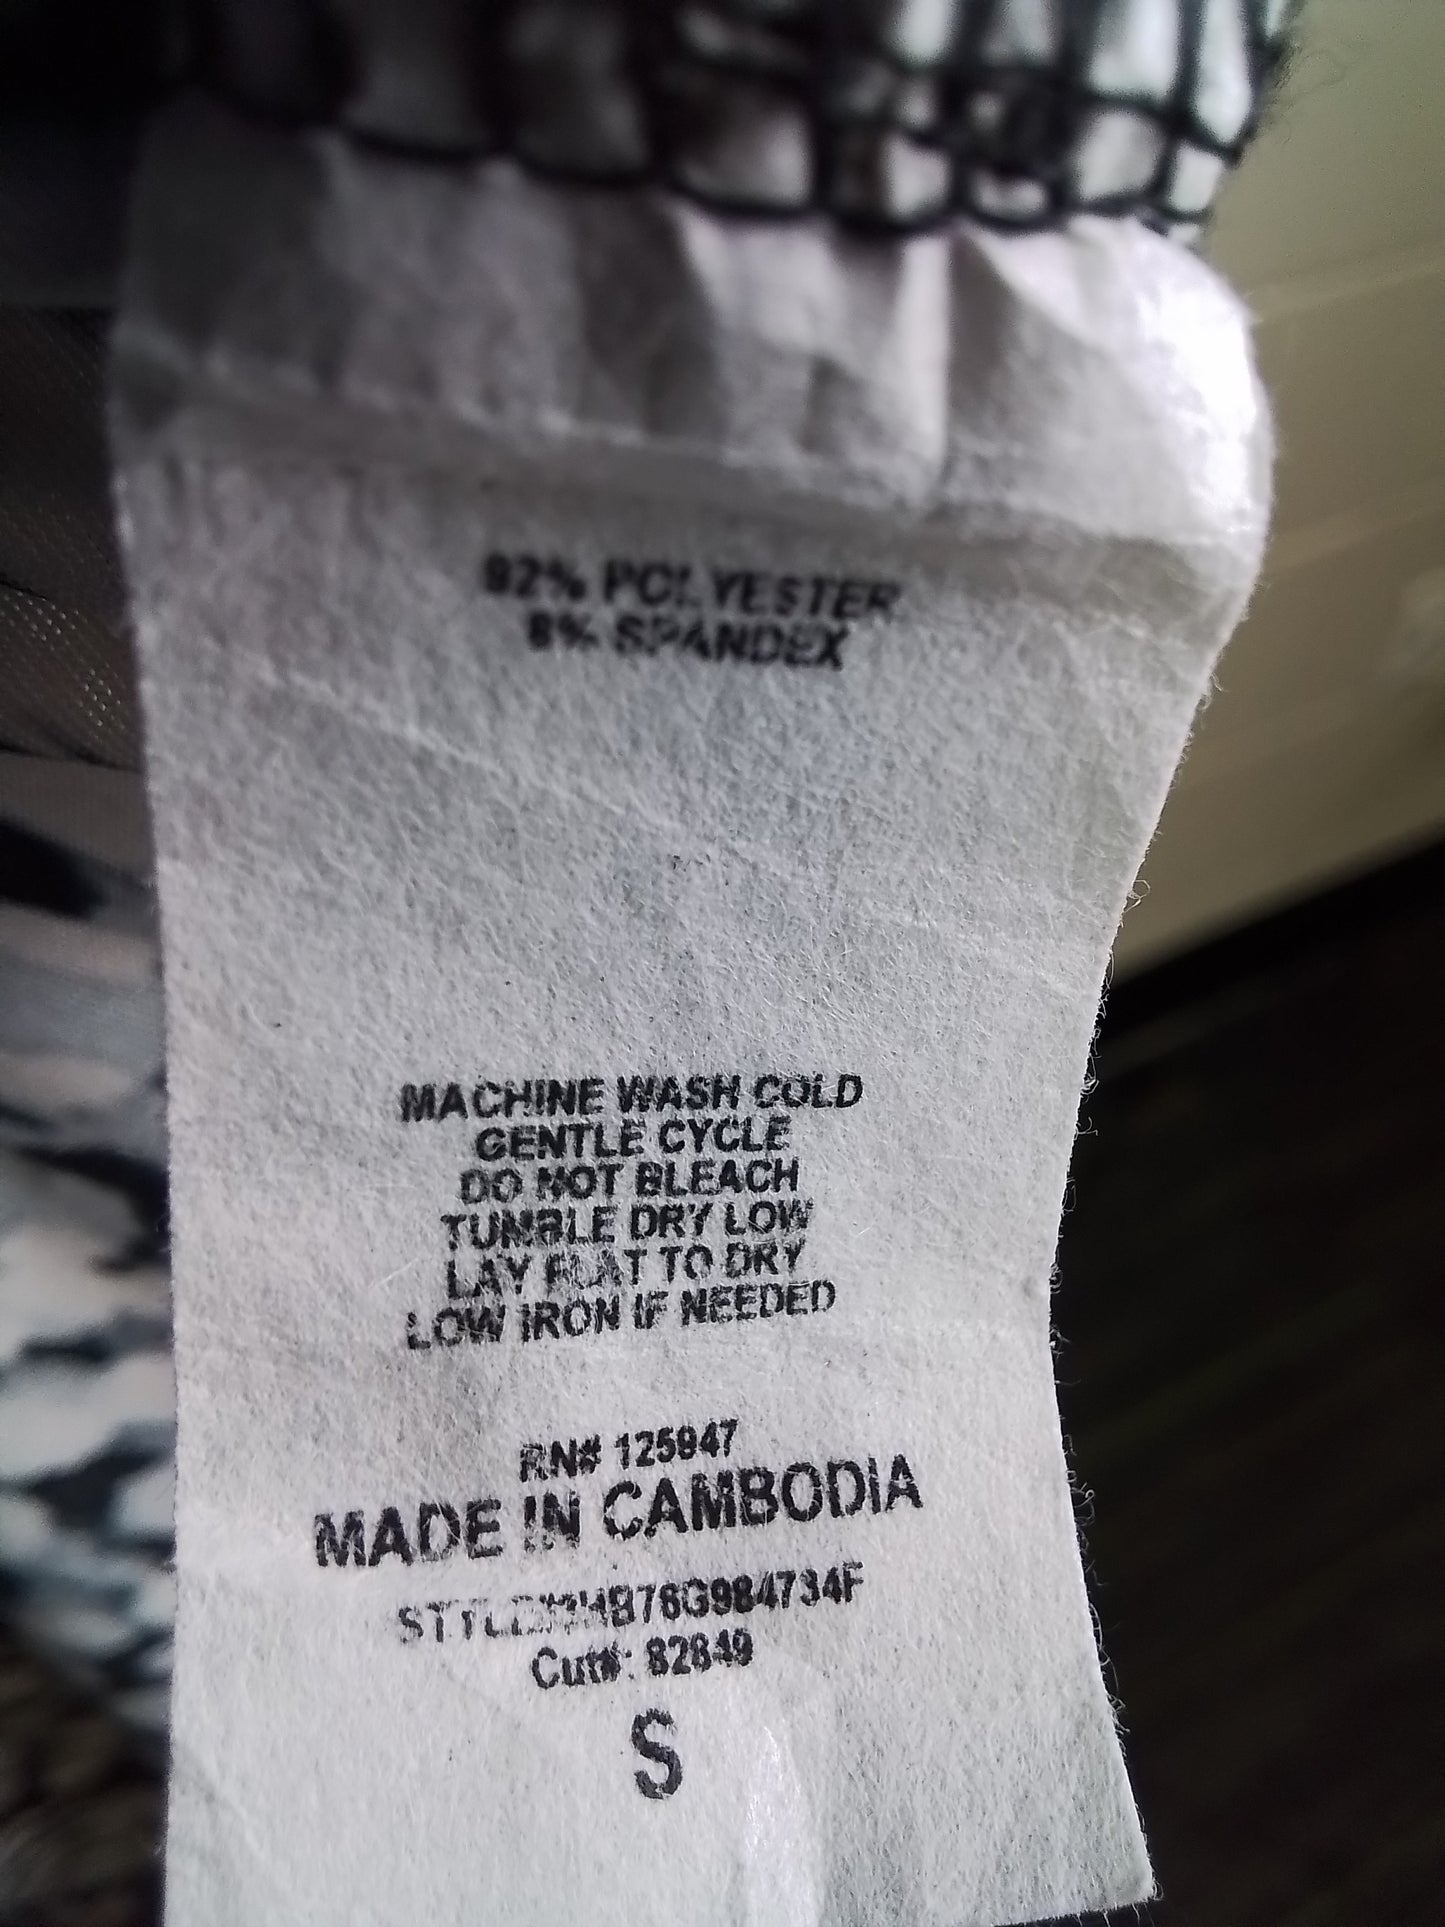 92% POLYESTER
8% SPANDEX
MACHINE WASH COLD
GENTLE CYCLE
DO NOT BLEACH
TUMBLE DRY LOW
LAY FLAT TO DRY
LOW IRON IF NEEDED
RN# 125947
MADE IN CAMBODIA
Cut#: 82849
S